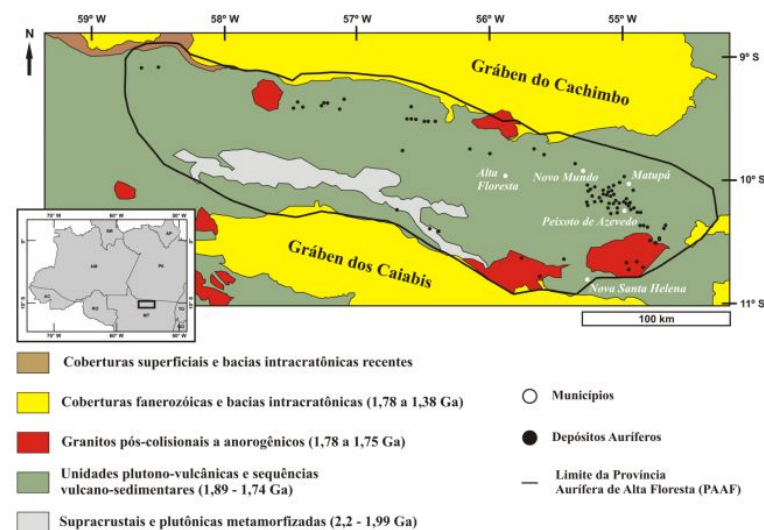 59°W
58°W
57°W
56°W
55°W
N
9°S
Gráben do Cachimbo
Alta
Floresta
Novo Mundo
Matupá
10°S
Peixoto de Azevedo
Gráben dos Caiabis
Nova Santa Helena
11°S
100 km
Coberturas superficiais e bacias intracratônicas recentes
Coberturas fanerozóicas e bacias intracratônicas (1,78 a 1,38 Ga)
Granitos pós-colisionais a anorogênicos (1,78 a 1,75 Ga)
Unidades plutono-vulcânicas e sequências
vulcano-sedimentares (1,89 - 1,74 Ga)
Supracrustais e plutônicas metamorfizadas (2,2 - 1,99 Ga)
Municípios
Depósitos Auríferos
Limite da Província
Aurífera de Alta Floresta (PAAF)